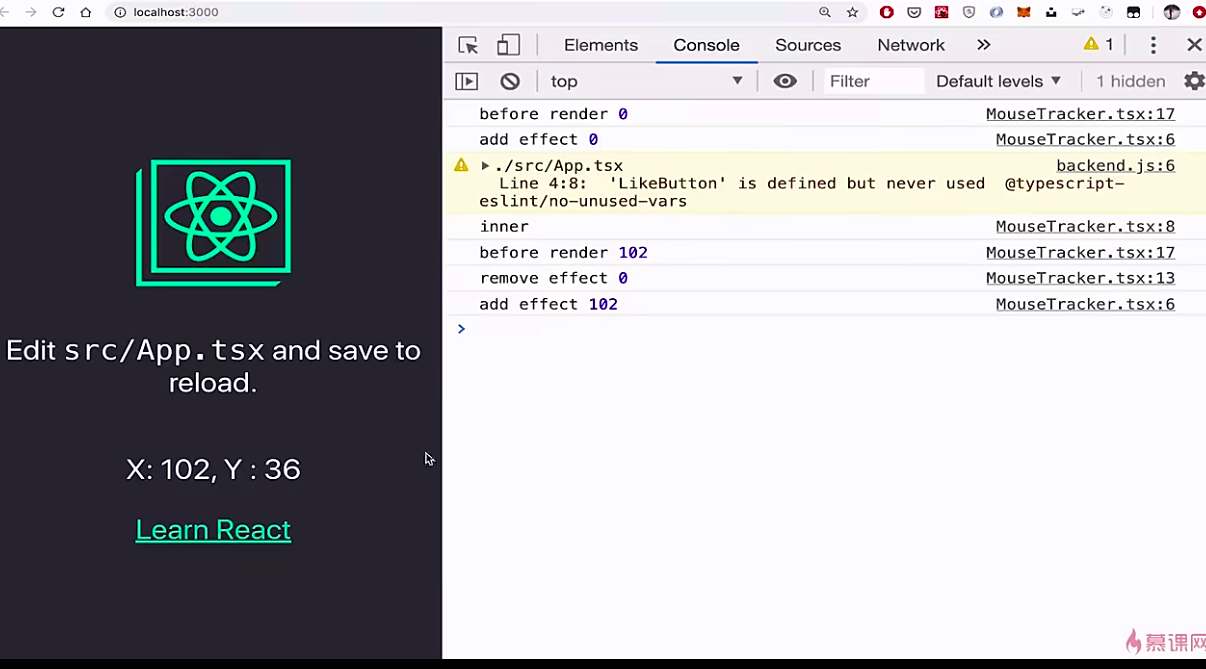 localhost:3000
Elements Console Sources Network » 1
top Filter Default levels 1 hidden
before render 0 MouseTracker.tsx:17
add effect 0 MouseTracker.tsx:6
./src/App.tsx backend.js:6
Line 4:8: 'LikeButton' is defined but never used @typescript-
eslint/no-unused-vars
inner MouseTracker.tsx:8
before render 102 MouseTracker.tsx:17
remove effect 0 MouseTracker.tsx:13
add effect 102 MouseTracker.tsx:6
>
Edit src/App.tsx and save to
reload.
X: 102, Y : 36
Learn React
慕课网